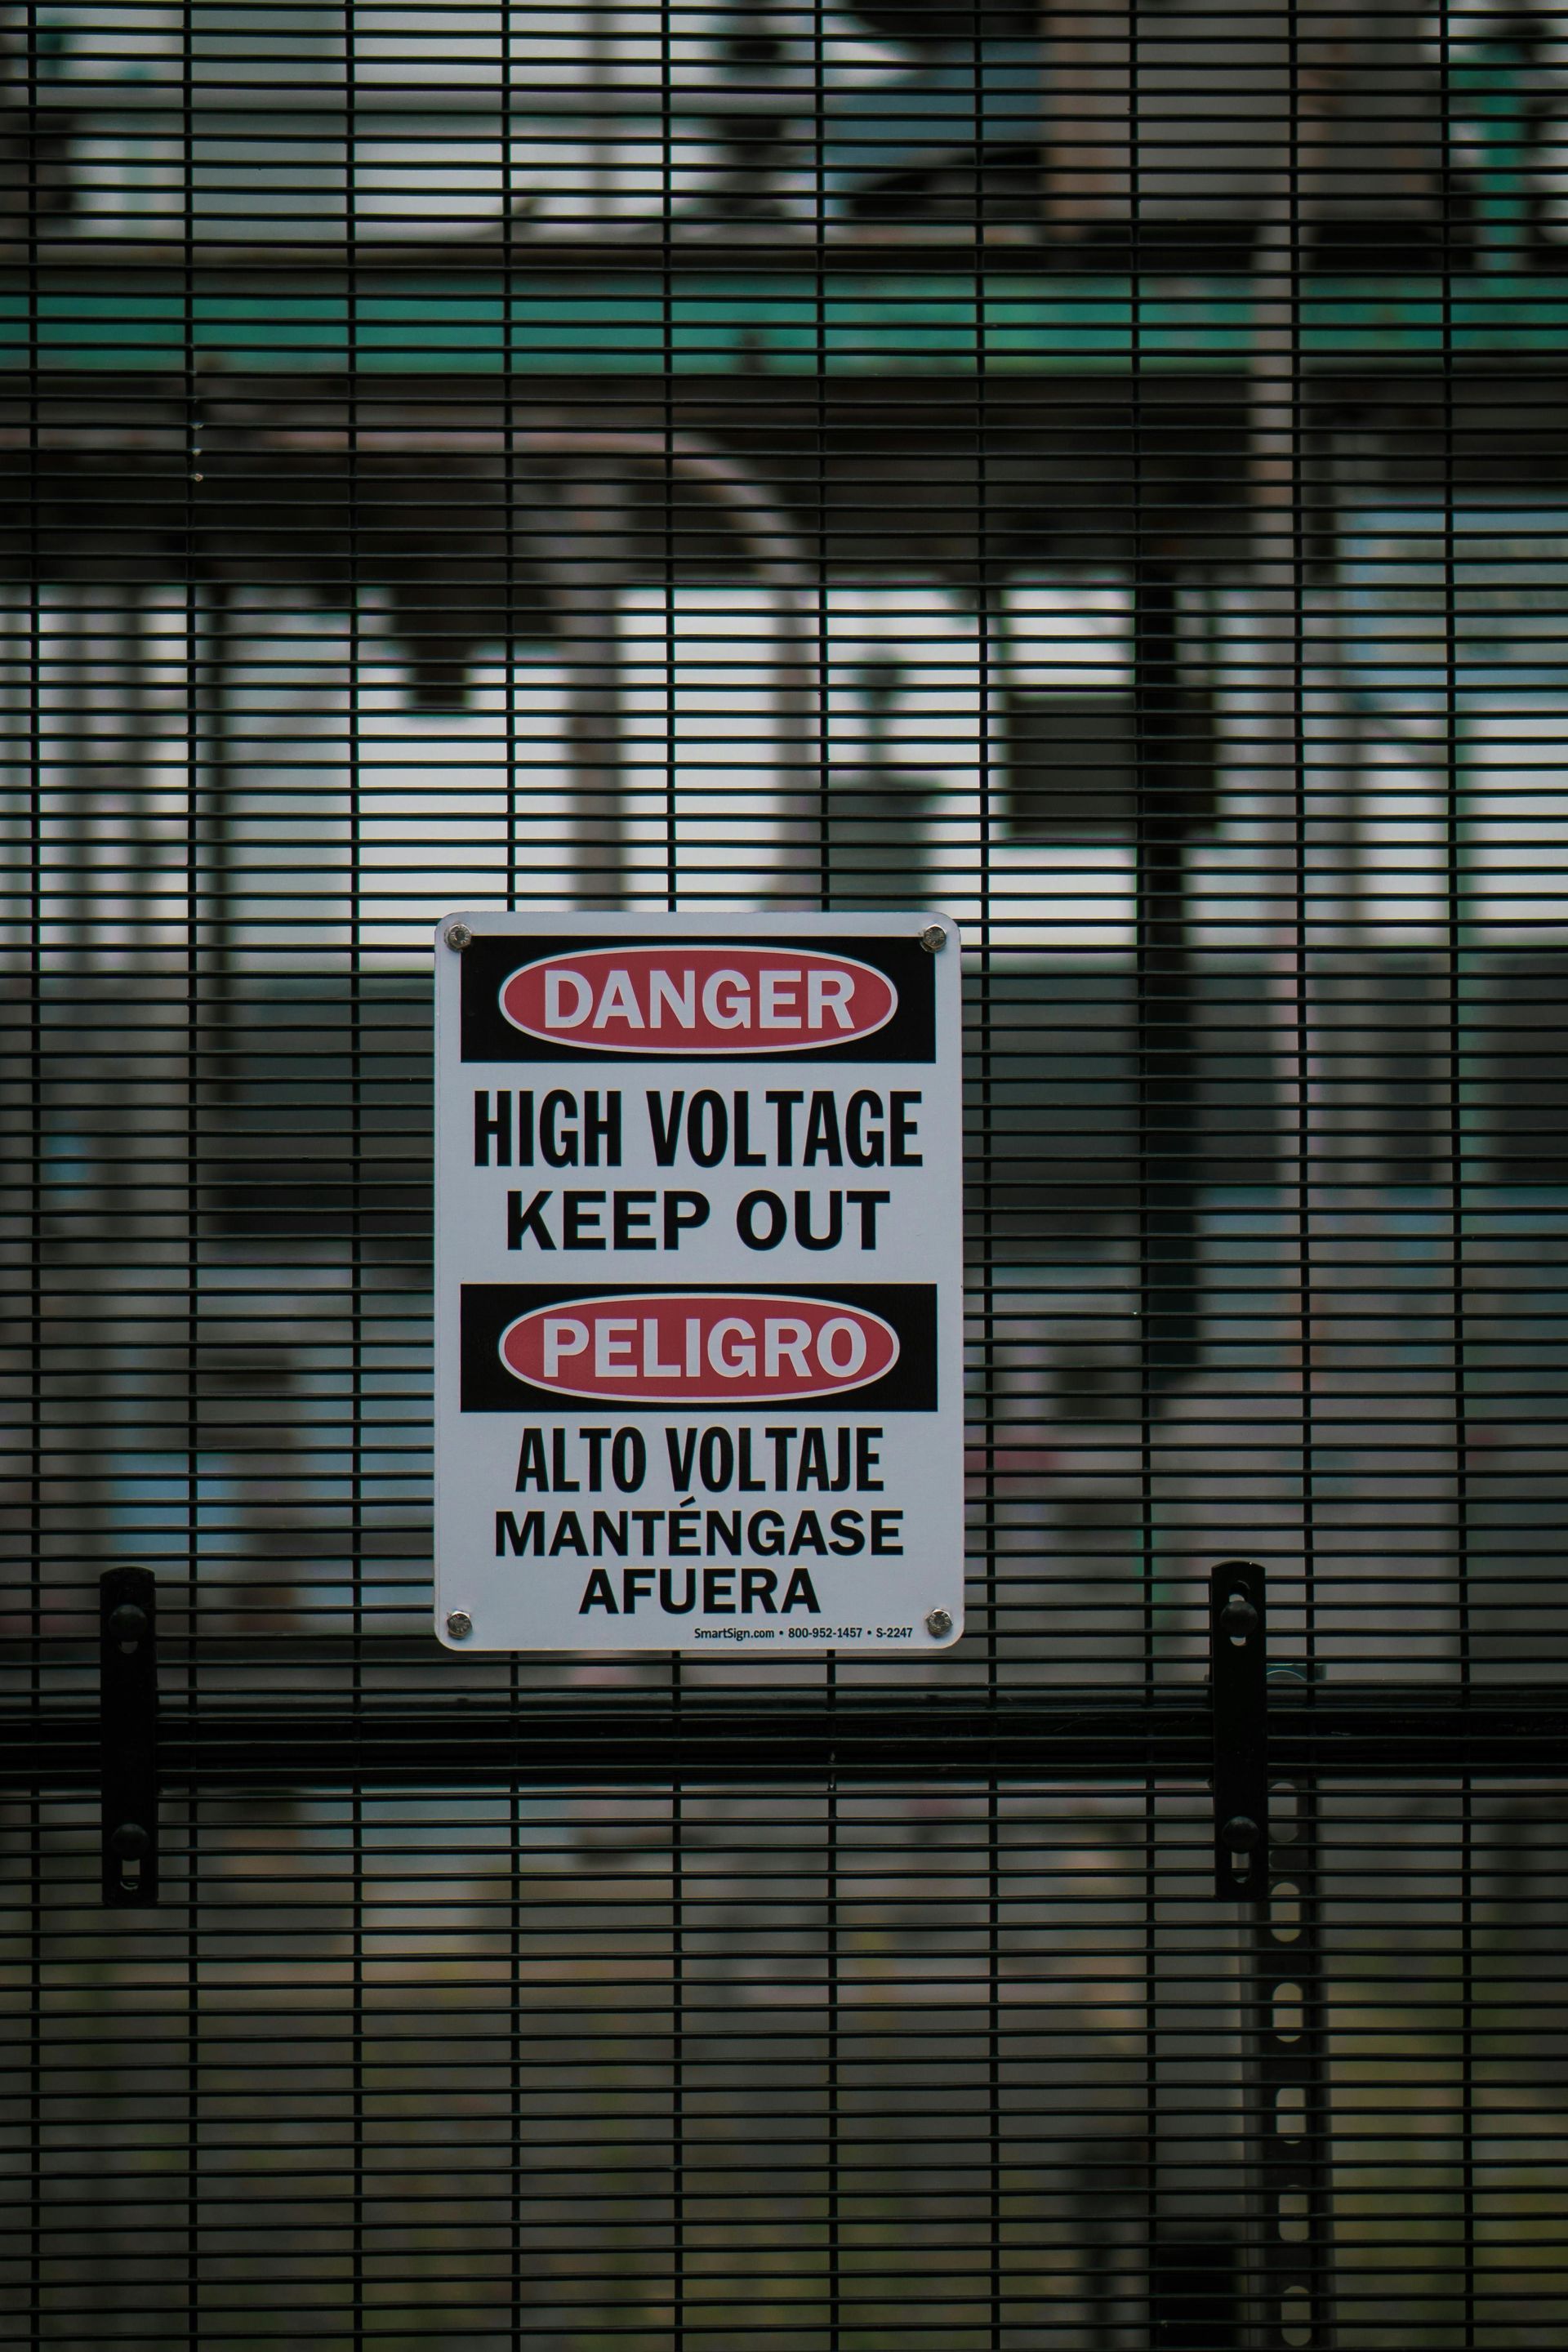 DANGER
HIGH VOLTAGE
KEEP OUT
PELIGRO
ALTO VOLTAJE
MANTÉNGASE
AFUERA
SmartSign.com • 800-952-1457 • S-2247